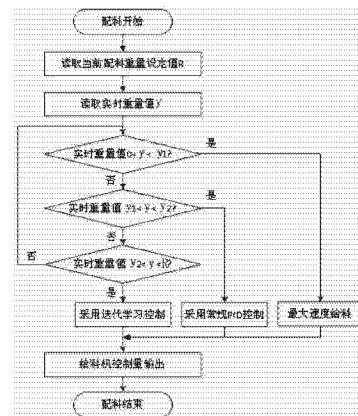 配料开始
读取当前配料重量设定值R
读取实时重量值y
实时重量值0< y < y1?
是
否
实时重量值 y1< y < y2?
是
否
实时重量值 y2< y <R?
否
是
采用迭代学习控制
采用常规PID控制
最大速度给料
给料机控制量输出
配料结束